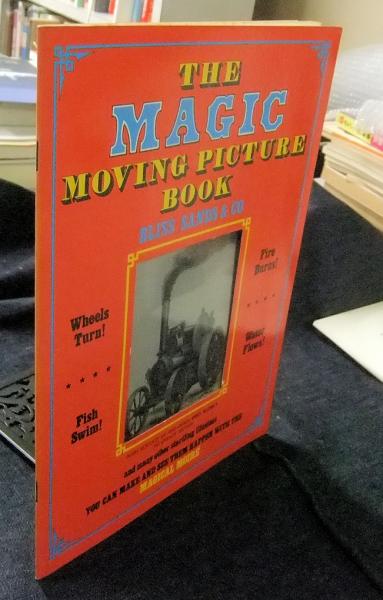 THE
MAGIC
MOVING PICTURE
BOOK
BLISS SANDS & CO
Wheels
Turn!
Fire
Burns!
Fish
Swim!
Water
Flows!
and many other startling illusions
YOU CAN MAKE AND SEE THEM HAPPEN WITH THE
MAGICAL MOIRE